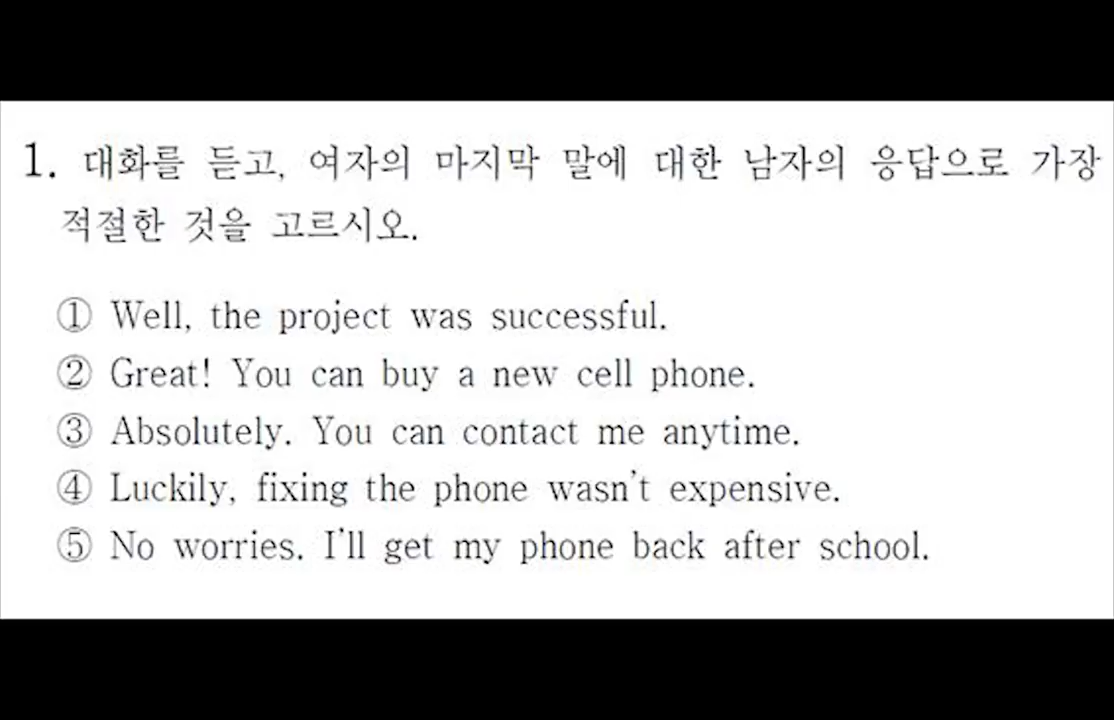 1. 대화를 듣고, 여자의 마지막 말에 대한 남자의 응답으로 가장
적절한 것을 고르시오.
① Well, the project was successful.
② Great! You can buy a new cell phone.
③ Absolutely. You can contact me anytime.
④ Luckily, fixing the phone wasn't expensive.
⑤ No worries. I'll get my phone back after school.